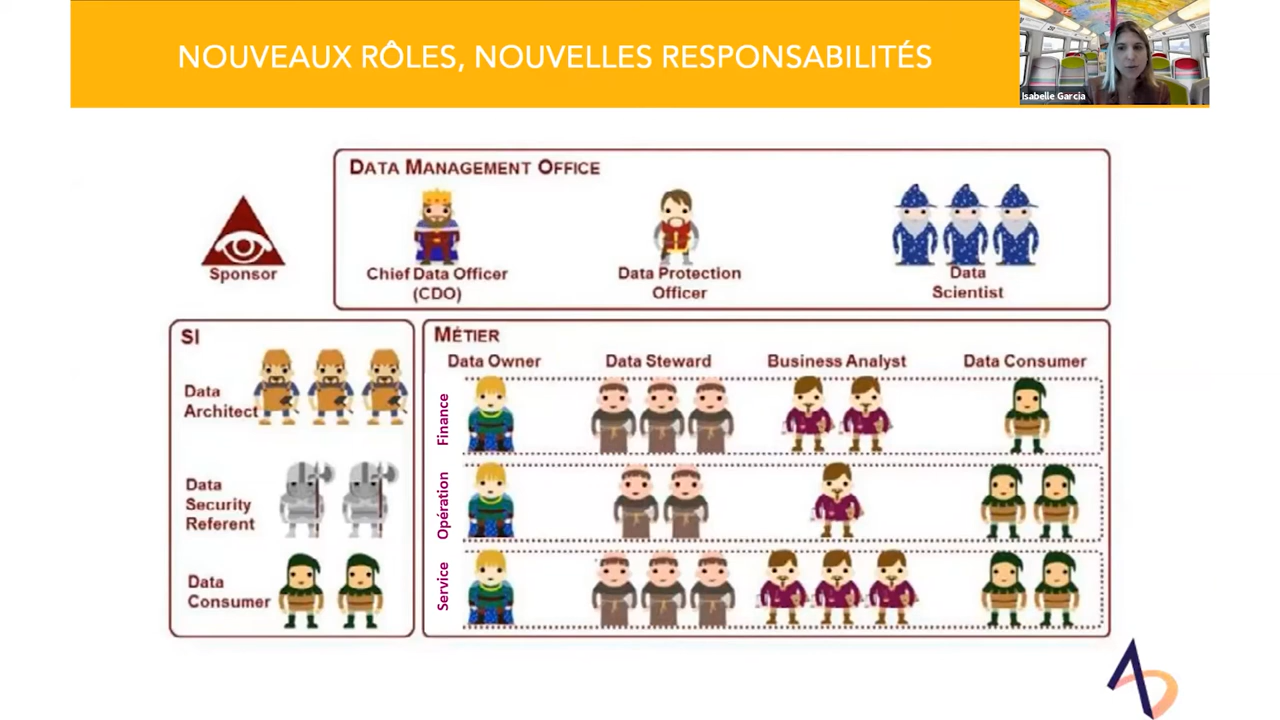 NOUVEAUX RÔLES, NOUVELLES RESPONSABILITÉS
Isabelle Garcia
DATA MANAGEMENT OFFICE
Sponsor
Chief Data Officer
(CDO)
Data Protection
Officer
Data
Scientist
SI
Data
Architect
Data
Security
Referent
Data
Consumer
MÉTIER
Data Owner
Data Steward
Business Analyst
Data Consumer
Finance
Opération
Service